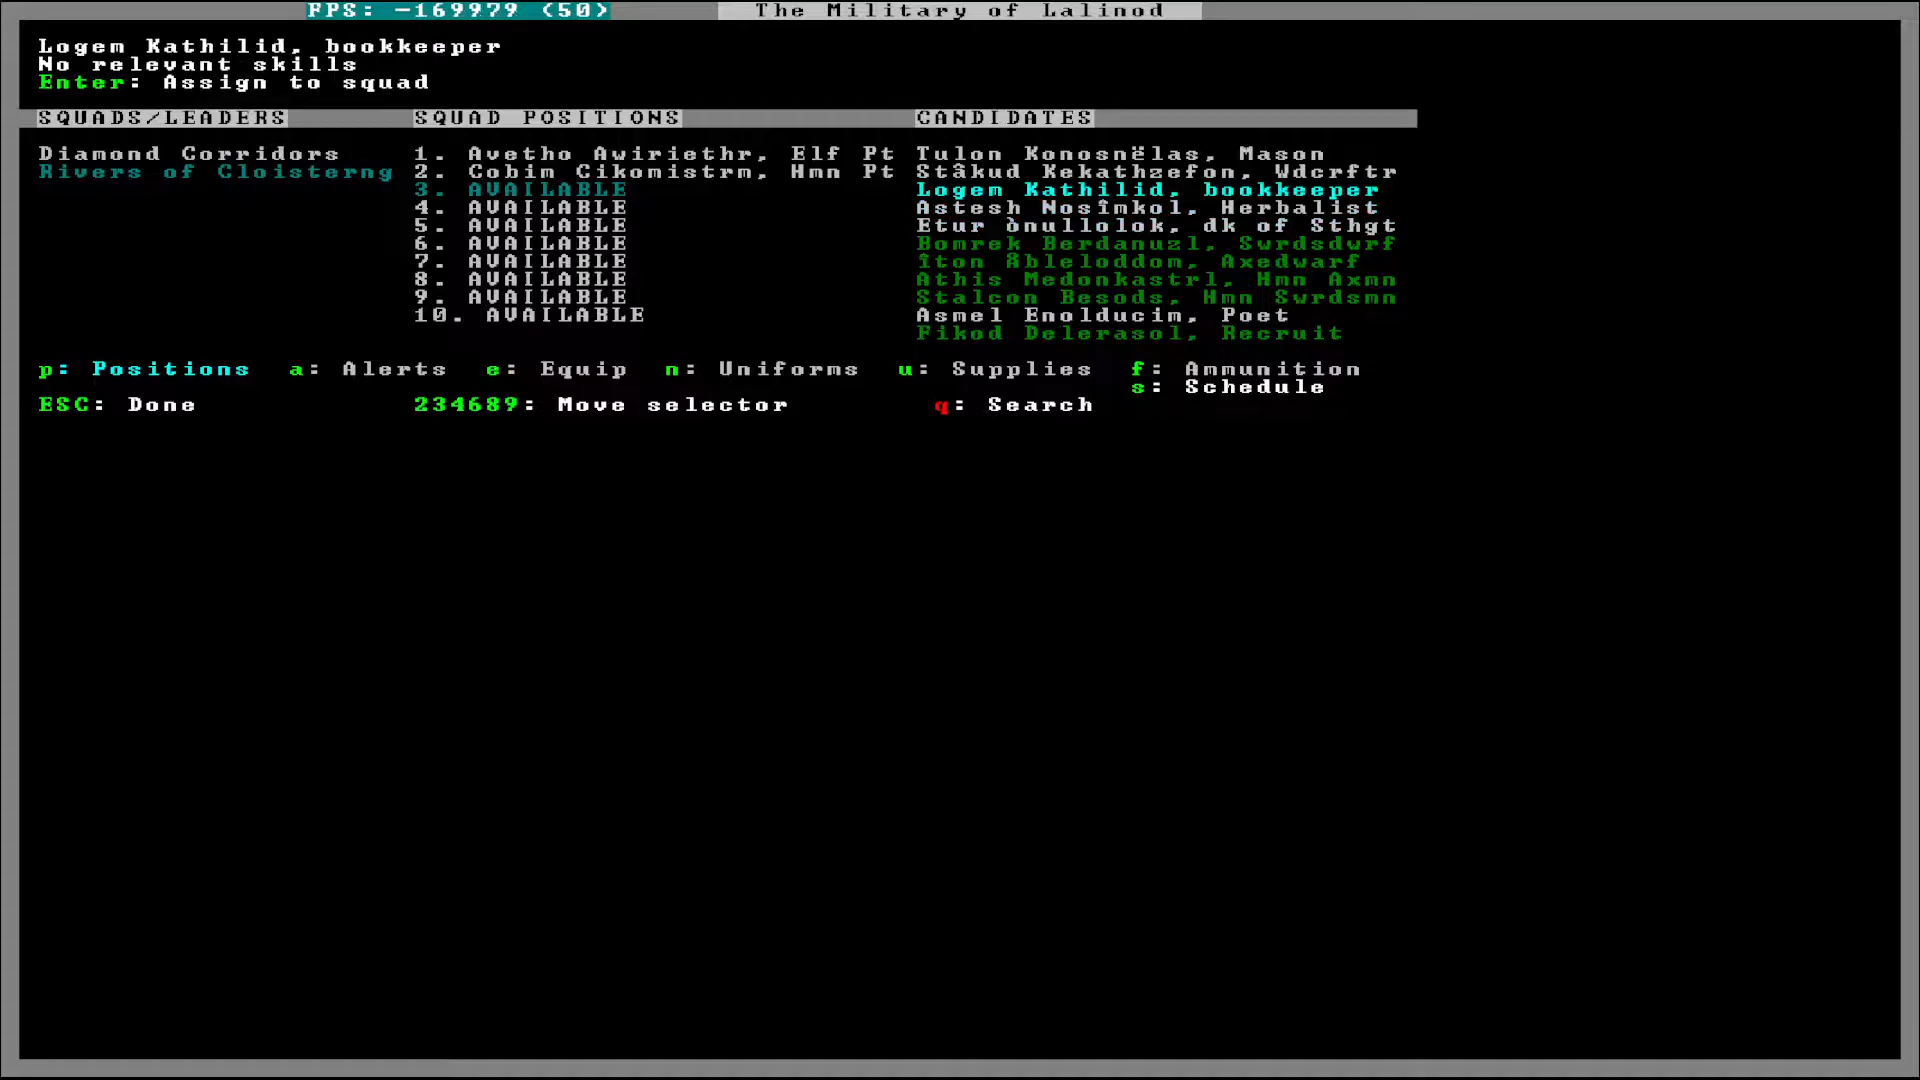 FPS: -169979 (50) The Military of Lalinod
Logem Kathilid, bookkeeper
No relevant skills
Enter: Assign to squad
SQUADS/LEADERS SQUAD POSITIONS CANDIDATES
Diamond Corridors 1. Avetho Awiriethr, Elf Pt Tulon Konosnëlas, Mason
Rivers of Cloisterng 2. Cobim Cikomistrm, Hmn Pt Stâkud Kekathzefon, Wdcrftr
3. AVAILABLE Logem Kathilid, bookkeeper
4. AVAILABLE Astesh Nosîmkol, Herbalist
5. AVAILABLE Etur ònullolok, dk of Sthgt
6. AVAILABLE Bomrek Berdanuzl, Swrdsdwrf
7. AVAILABLE Îton Åbleloddom, Axedwarf
8. AVAILABLE Athis Medonkastrl, Hmn Axmn
9. AVAILABLE Stalcon Besods, Hmn Swrdsmn
10. AVAILABLE Asmel Enolducim, Poet
Fikod Delerasol, Recruit
p: Positions a: Alerts e: Equip n: Uniforms u: Supplies f: Ammunition
s: Schedule
ESC: Done 234689: Move selector q: Search